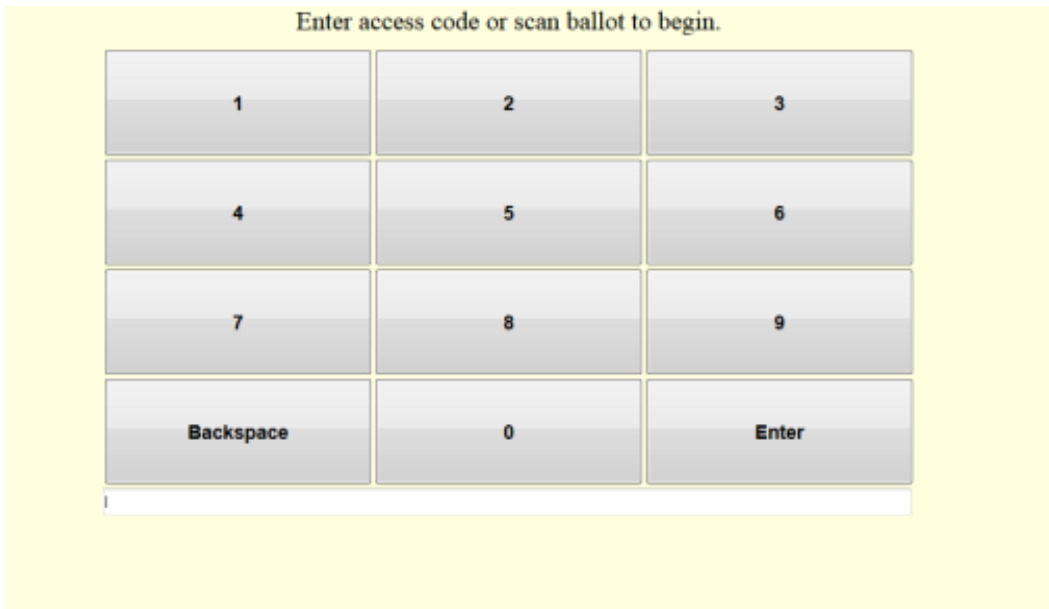 Enter access code or scan ballot to begin.
1 2 3
4 5 6
7 8 9
Backspace 0 Enter